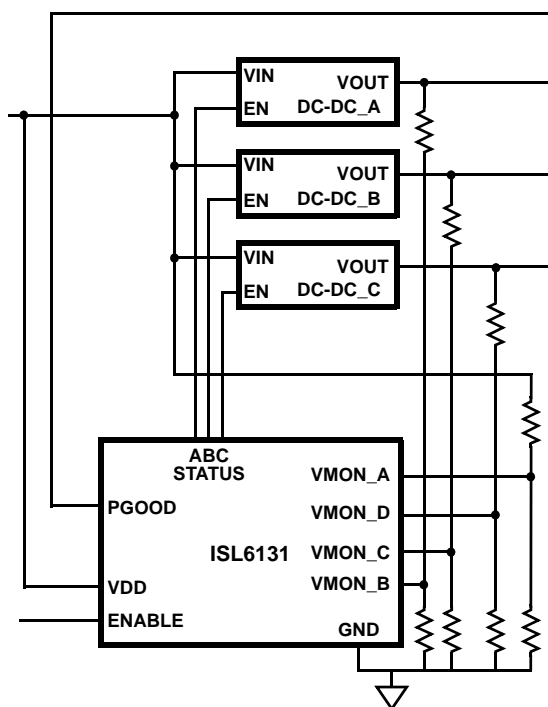 VIN
VOUT
EN
DC-DC_A
VIN
VOUT
EN
DC-DC_B
VIN
VOUT
EN
DC-DC_C
ABC
STATUS
VMON_A
PGOOD
VMON_D
ISL6131
VMON_C
VDD
VMON_B
ENABLE
GND